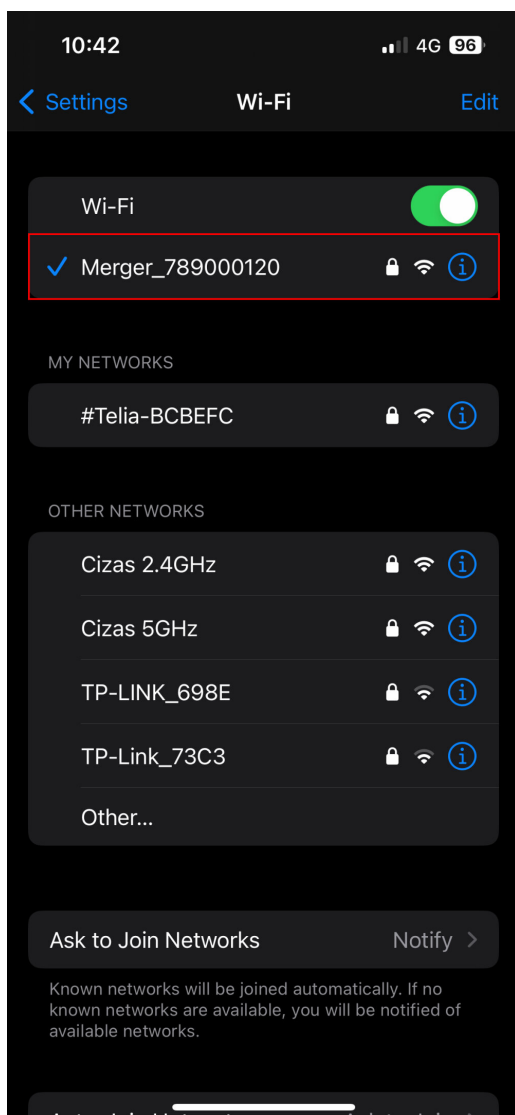 10:42 4G 96
Settings Wi-Fi Edit
Wi-Fi
Merger_789000120
MY NETWORKS
#Telia-BCBEFC
OTHER NETWORKS
Cizas 2.4GHz
Cizas 5GHz
TP-LINK_698E
TP-Link_73C3
Other...
Ask to Join Networks Notify
Known networks will be joined automatically. If no
known networks are available, you will be notified of
available networks.